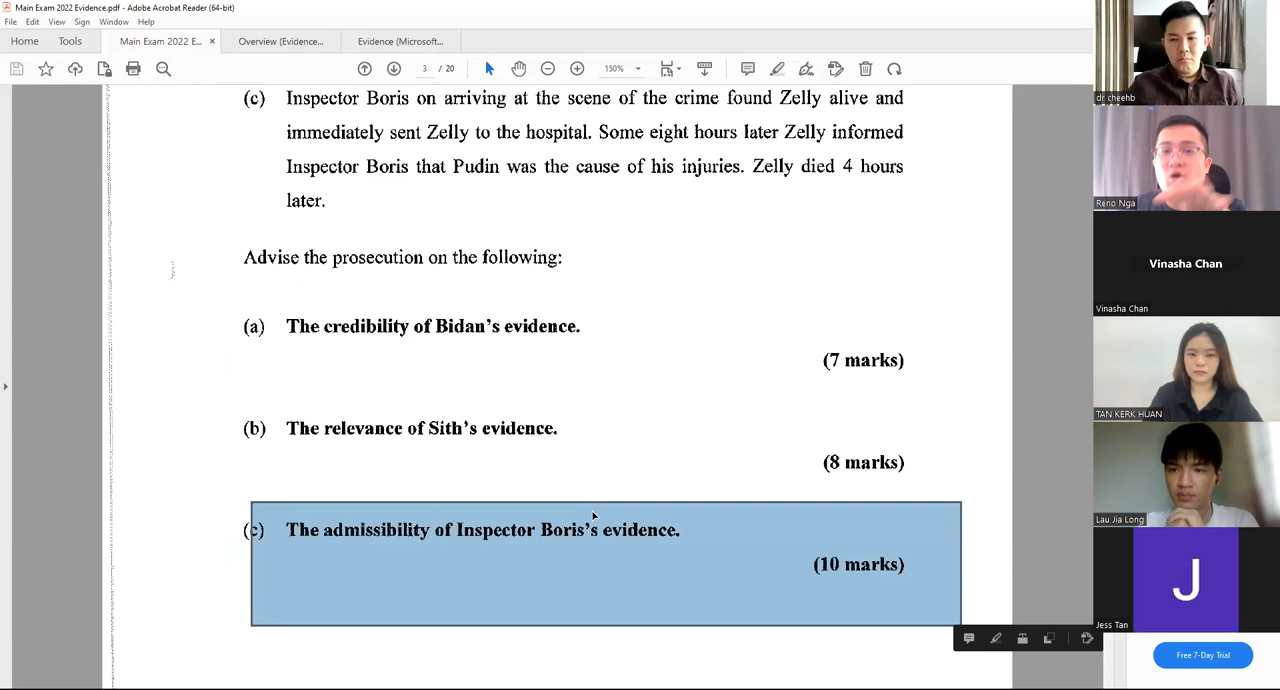 Main Exam 2022 Evidence.pdf - Adobe Acrobat Reader (64-bit)
File Edit View Sign Window Help
Home Tools Main Exam 2022 E... × Overview (Evidence... Evidence (Microsoft...
3 / 20 150%
(c) Inspector Boris on arriving at the scene of the crime found Zelly alive and
immediately sent Zelly to the hospital. Some eight hours later Zelly informed
Inspector Boris that Pudin was the cause of his injuries. Zelly died 4 hours
later.
Advise the prosecution on the following:
(a) The credibility of Bidan's evidence.
(7 marks)
(b) The relevance of Sith's evidence.
(8 marks)
(c) The admissibility of Inspector Boris's evidence.
(10 marks)
dr cheehb
Reno Nga
Vinasha Chan
Vinasha Chan
TAN KERK HUAN
Lau Jia Long
J
Jess Tan
Free 7-Day Trial